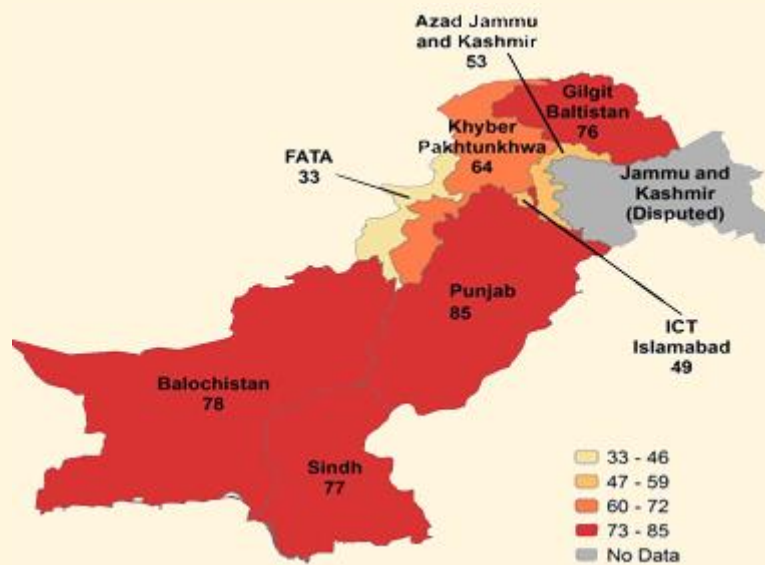 Azad Jammu
and Kashmir
53
Gilgit
Baltistan
76
Khyber
Pakhtunkhwa
64
FATA
33
Jammu and
Kashmir
(Disputed)
Punjab
85
ICT
Islamabad
49
Balochistan
78
Sindh
77
33 - 46
47 - 59
60 - 72
73 - 85
No Data